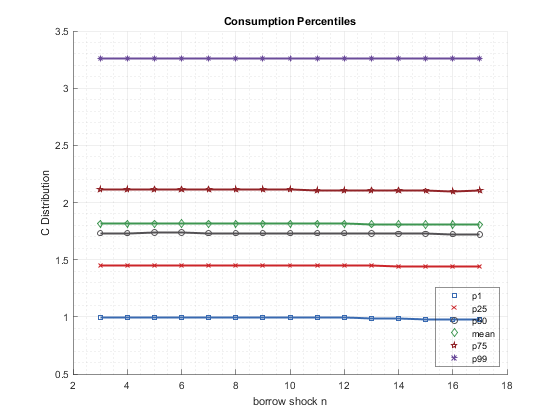 Consumption Percentiles
3.5
3
2.5
2
1.5
1
0.5
C Distribution
2
4
6
8
10
12
14
16
18
borrow shock n
p1
p25
p50
mean
p75
p99